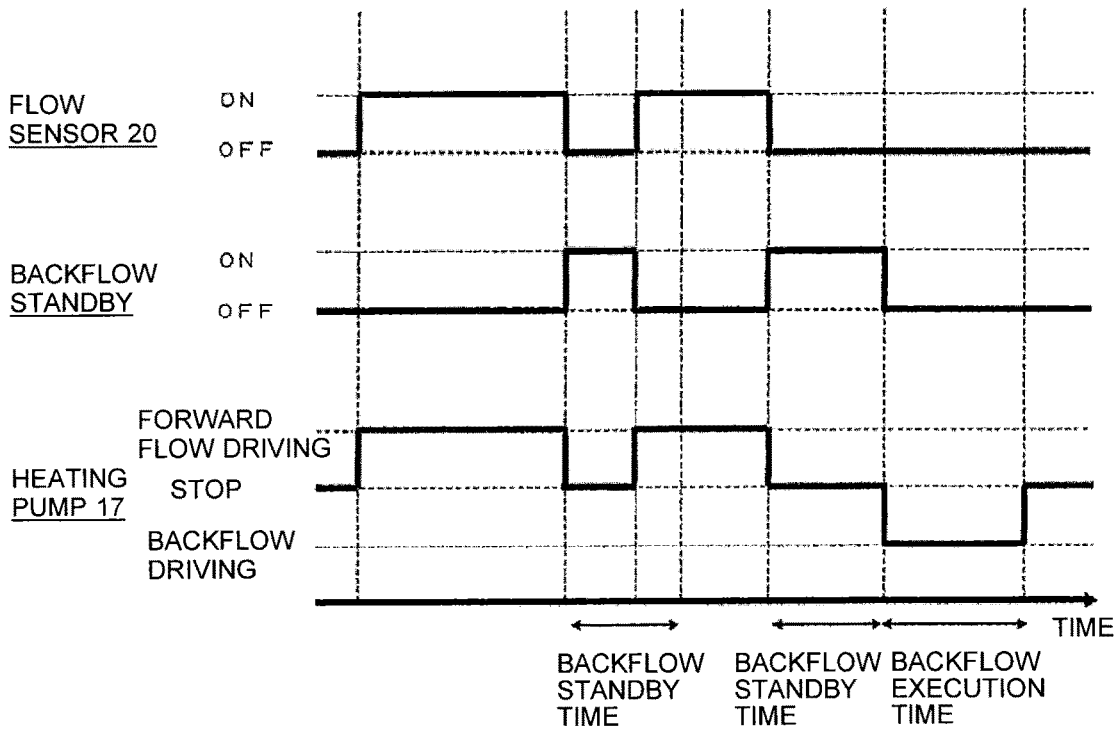 FLOW
SENSOR 20
ON
OFF
BACKFLOW
STANDBY
ON
OFF
HEATING
PUMP 17
FORWARD
FLOW DRIVING
STOP
BACKFLOW
DRIVING
TIME
BACKFLOW
STANDBY
TIME
BACKFLOW
STANDBY
TIME
BACKFLOW
EXECUTION
TIME